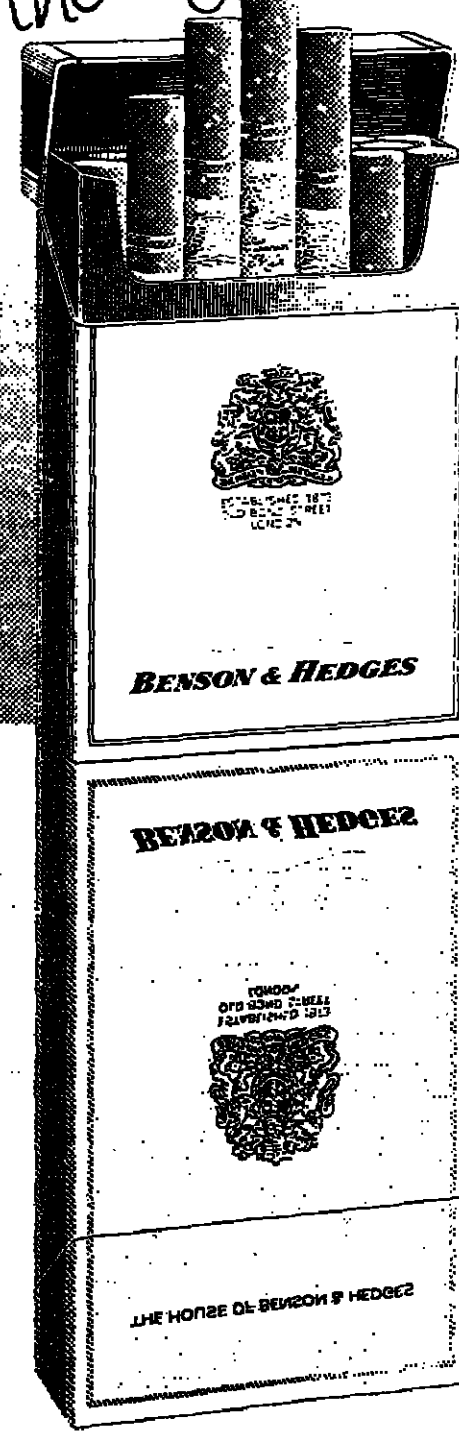 the
ESTABLISHED 1873
OLD BOND STREET
LONDON
BENSON & HEDGES
BENSON & HEDGES
LONDON
OLD BOND STREET
ESTABLISHED 1873
THE HOUSE OF BENSON & HEDGES